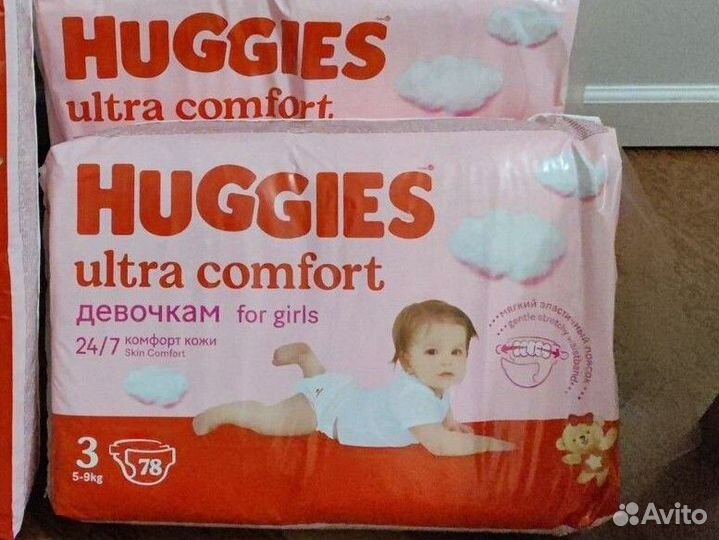 HUGGIES
ultra comfort
HUGGIES
ultra comfort
девочкам for girls
24/7 комфорт кожи
Skin Comfort
мягкий эластичный поясок
gentle stretchy waistband
3
5-9kg
78
Avito